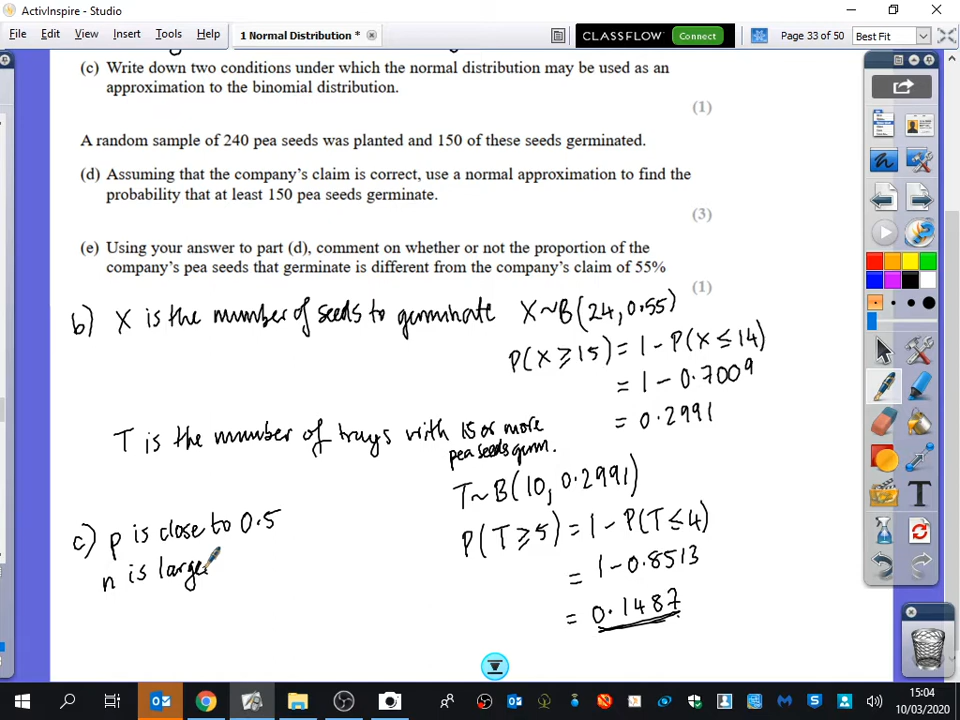 ActivInspire - Studio
File Edit View Insert Tools Help
1 Normal Distribution *
CLASSFLOW Connect
Page 33 of 50
Best Fit
(c) Write down two conditions under which the normal distribution may be used as an
approximation to the binomial distribution.
(1)
A random sample of 240 pea seeds was planted and 150 of these seeds germinated.
(d) Assuming that the company's claim is correct, use a normal approximation to find the
probability that at least 150 pea seeds germinate.
(3)
(e) Using your answer to part (d), comment on whether or not the proportion of the
company's pea seeds that germinate is different from the company's claim of 55%
(1)
b) X is the number of seeds to germinate X~B(24, 0.55)
P(X ⩾ 15) = 1 - P(X ≤ 14)
= 1 - 0.7009
= 0.2991
T is the number of trays with 15 or more
pea seeds germ.
T~B(10, 0.2991)
P(T ⩾ 5) = 1 - P(T ≤ 4)
= 1 - 0.8513
= 0.1487
c) p is close to 0.5
n is large
15:04
10/03/2020